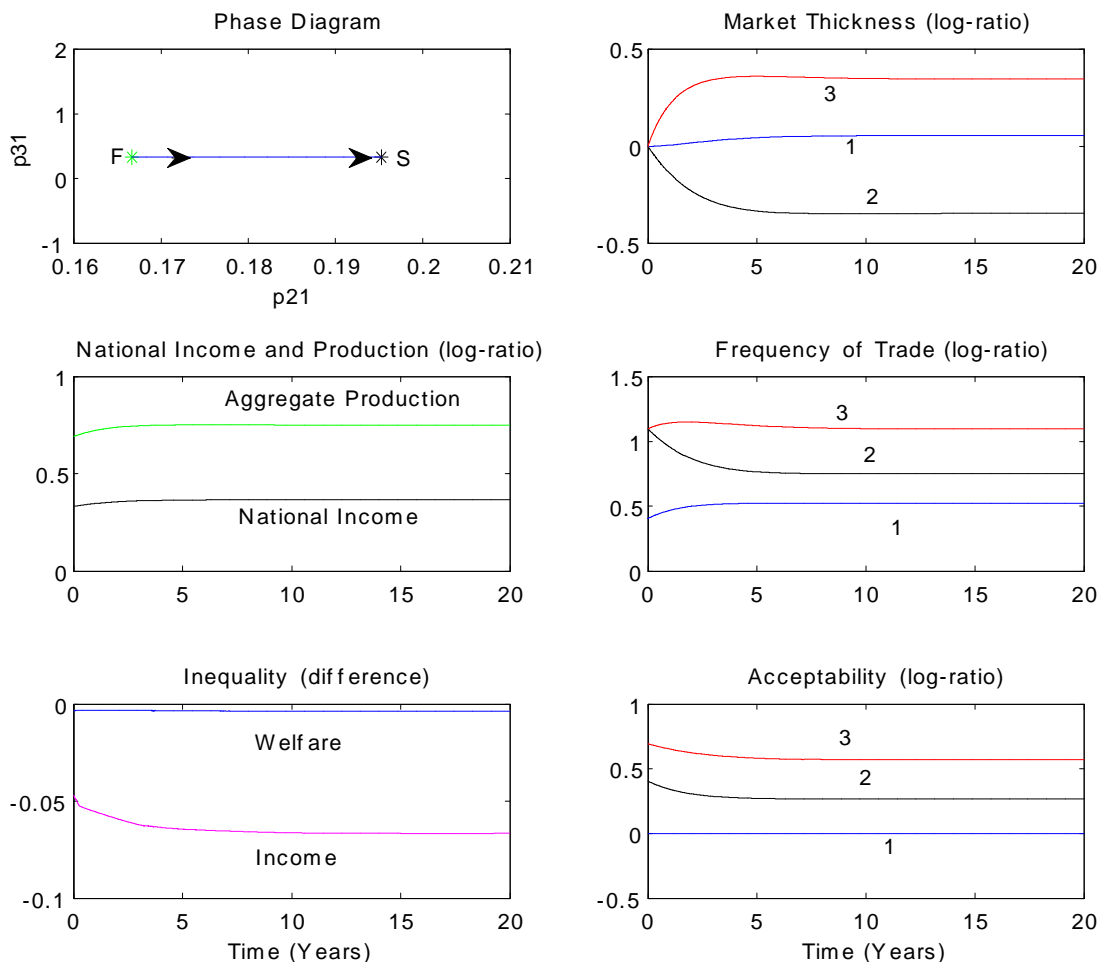 Phase Diagram
2
1
0
-1
p31
F
S
0.16 0.17 0.18 0.19 0.2 0.21
p21
Market Thickness (log-ratio)
0.5
0
-0.5
3
1
2
0 5 10 15 20
National Income and Production (log-ratio)
1
0.5
0
Aggregate Production
National Income
0 5 10 15 20
Frequency of Trade (log-ratio)
1.5
1
0.5
0
3
2
1
0 5 10 15 20
Inequality (difference)
0
-0.05
-0.1
Welfare
Income
0 5 10 15 20
Time (Years)
Acceptability (log-ratio)
1
0.5
0
-0.5
3
2
1
0 5 10 15 20
Time (Years)